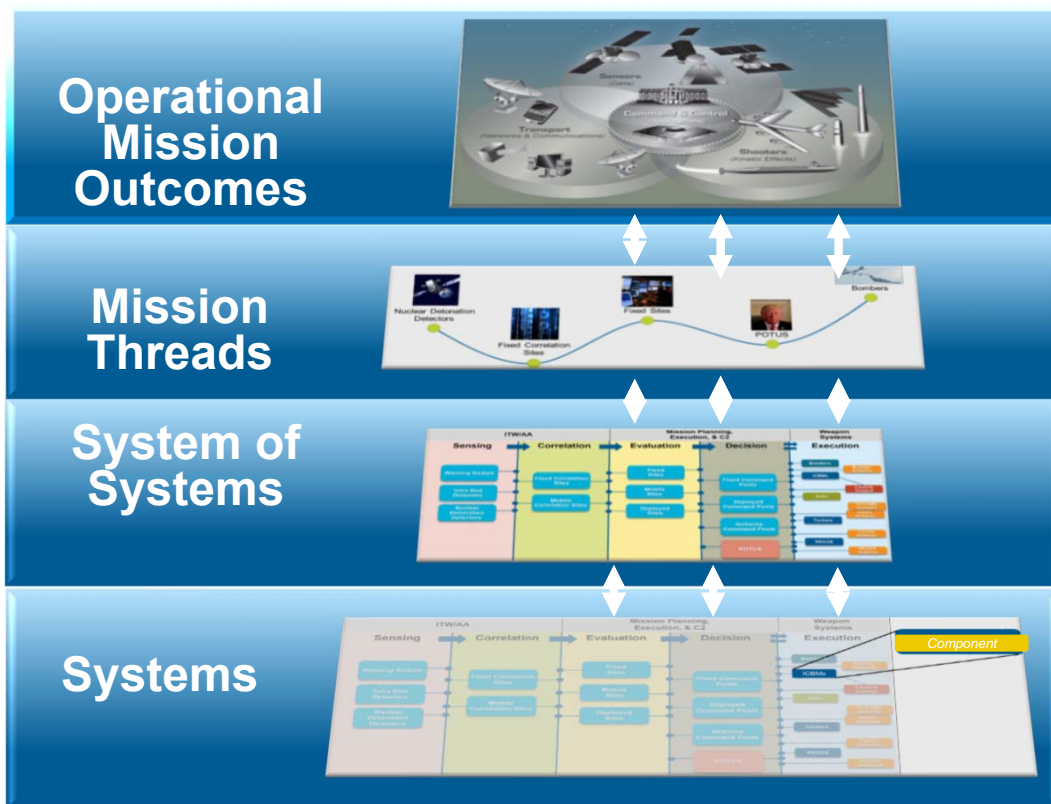 Operational
Mission
Outcomes
Sensors
(Data)
Command & Control
Transport
(Networks & Communications)
Shooters
(Kinetic Effects)
Mission
Threads
Nuclear Detonation
Detectors
Fixed Correlation
Sites
Fixed Sites
POTUS
Bombers
System of
Systems
ITW/AA
Mission Planning,
Execution, & C2
Weapon
Systems
Sensing
Correlation
Evaluation
Decision
Execution
Warning Radars
Infra Red
Detectors
Nuclear
Detonation
Detectors
Fixed Correlation
Sites
Mobile
Correlation Sites
Fixed
Sites
Mobile
Sites
Deployed
Sites
Fixed Command
Posts
Deployed
Command Posts
Airborne
Command Posts
POTUS
Bombers
ICBMs
Systems
ITW/AA
Mission Planning,
Execution, & C2
Weapon
Systems
Sensing
Correlation
Evaluation
Decision
Execution
Warning Radars
Infra Red
Detectors
Nuclear
Detonation
Detectors
Fixed Correlation
Sites
Mobile
Correlation Sites
Fixed
Sites
Mobile
Sites
Deployed
Sites
Fixed Command
Posts
Deployed
Command Posts
Airborne
Command Posts
POTUS
ICBMs
Component